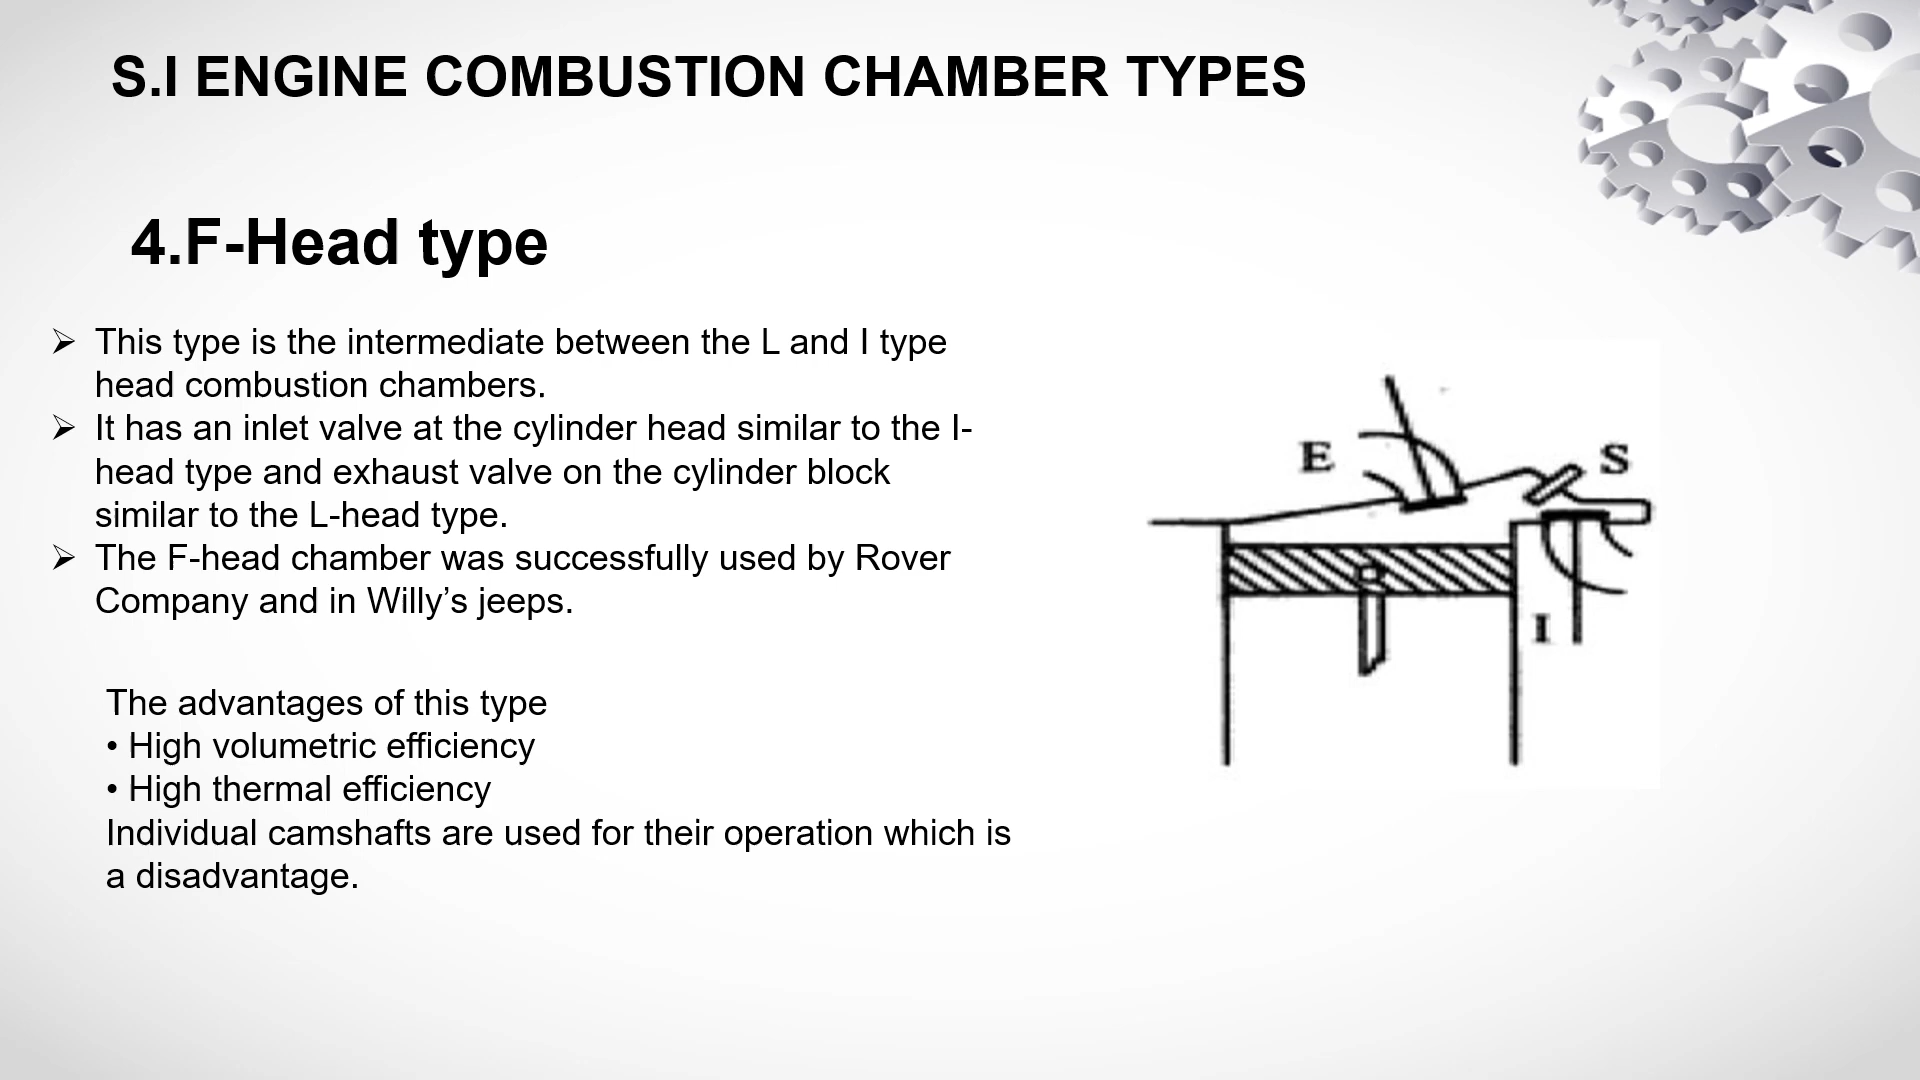 S.I ENGINE COMBUSTION CHAMBER TYPES
4.F-Head type
➢ This type is the intermediate between the L and I type
head combustion chambers.
➢ It has an inlet valve at the cylinder head similar to the I-
head type and exhaust valve on the cylinder block
similar to the L-head type.
➢ The F-head chamber was successfully used by Rover
Company and in Willy’s jeeps.
The advantages of this type
• High volumetric efficiency
• High thermal efficiency
Individual camshafts are used for their operation which is
a disadvantage.
E
S
I